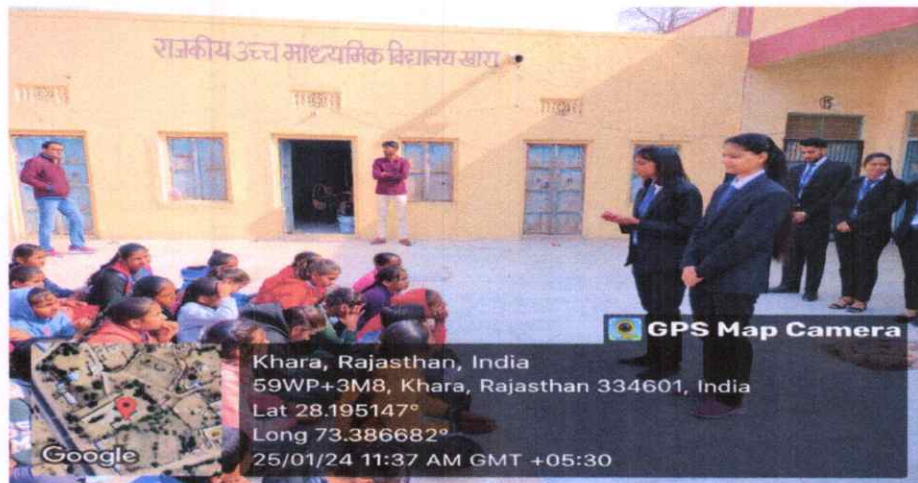 राजकीय उच्च माध्यमिक विद्यालय खारा
GPS Map Camera
Khara, Rajasthan, India
59WP+3M8, Khara, Rajasthan 334601, India
Lat 28.195147°
Long 73.386682°
25/01/24 11:37 AM GMT +05:30
Google